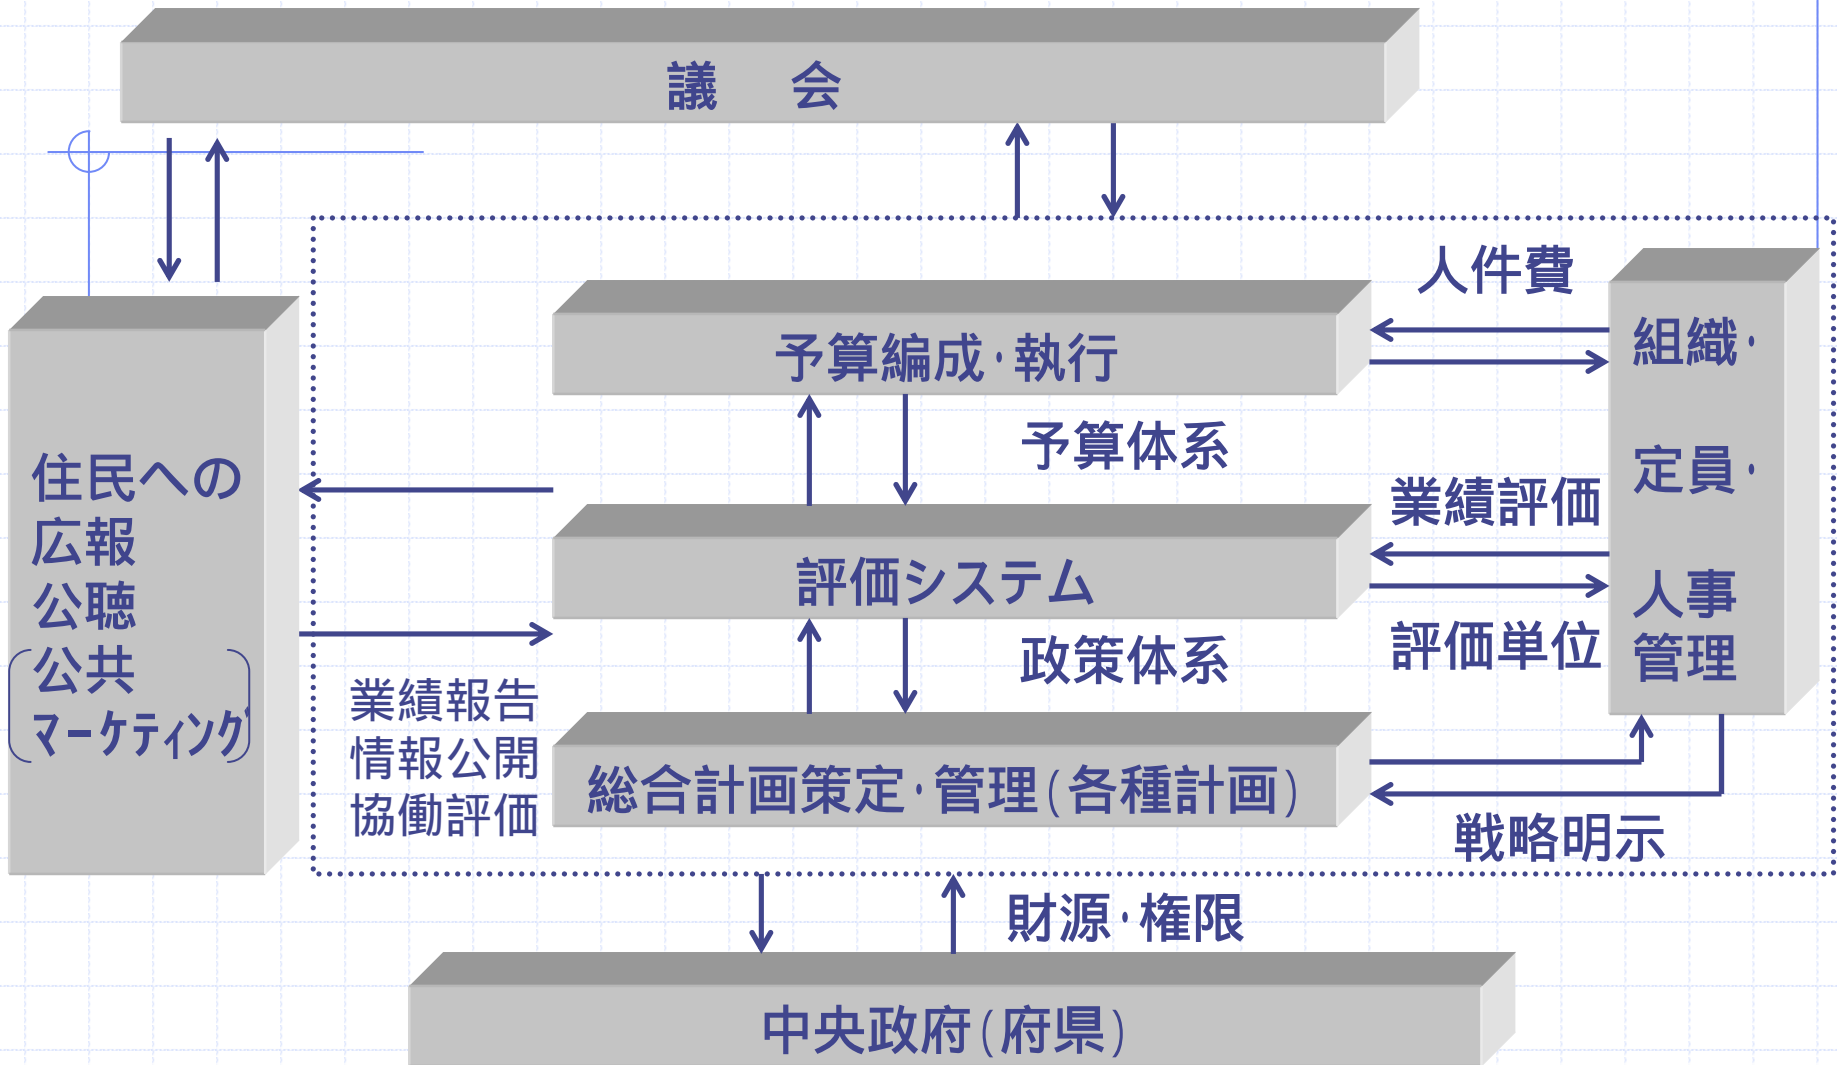 議　会
人件費
予算編成・執行
組織・
予算体系
定員・
住民への
広報
公聴
公共
ﾏｰｹﾃｨﾝｸﾞ
業績評価
評価システム
人事
管理
評価単位
政策体系
業績報告
情報公開
協働評価
総合計画策定・管理(各種計画)
戦略明示
財源・権限
中央政府(府県)